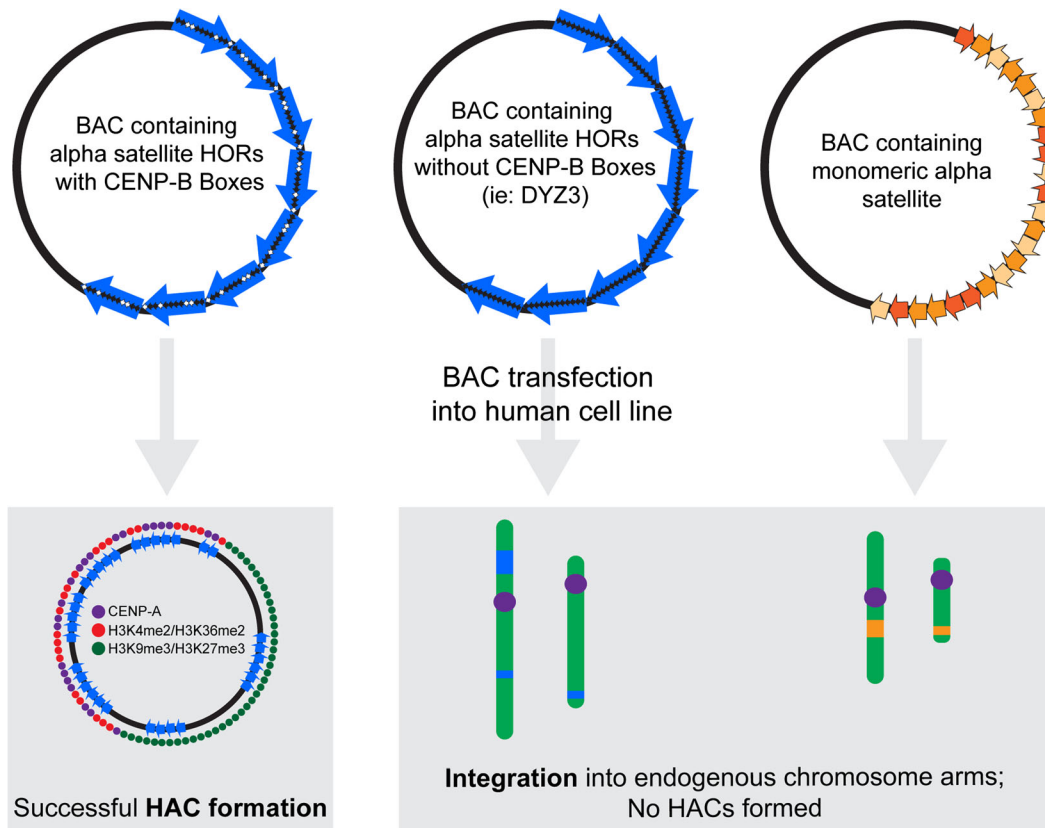 BAC containing
alpha satellite HORs
with CENP-B Boxes
BAC containing
alpha satellite HORs
without CENP-B Boxes
(ie: DYZ3)
BAC containing
monomeric alpha
satellite
BAC transfection
into human cell line
CENP-A
H3K4me2/H3K36me2
H3K9me3/H3K27me3
Successful HAC formation
Integration into endogenous chromosome arms;
No HACs formed